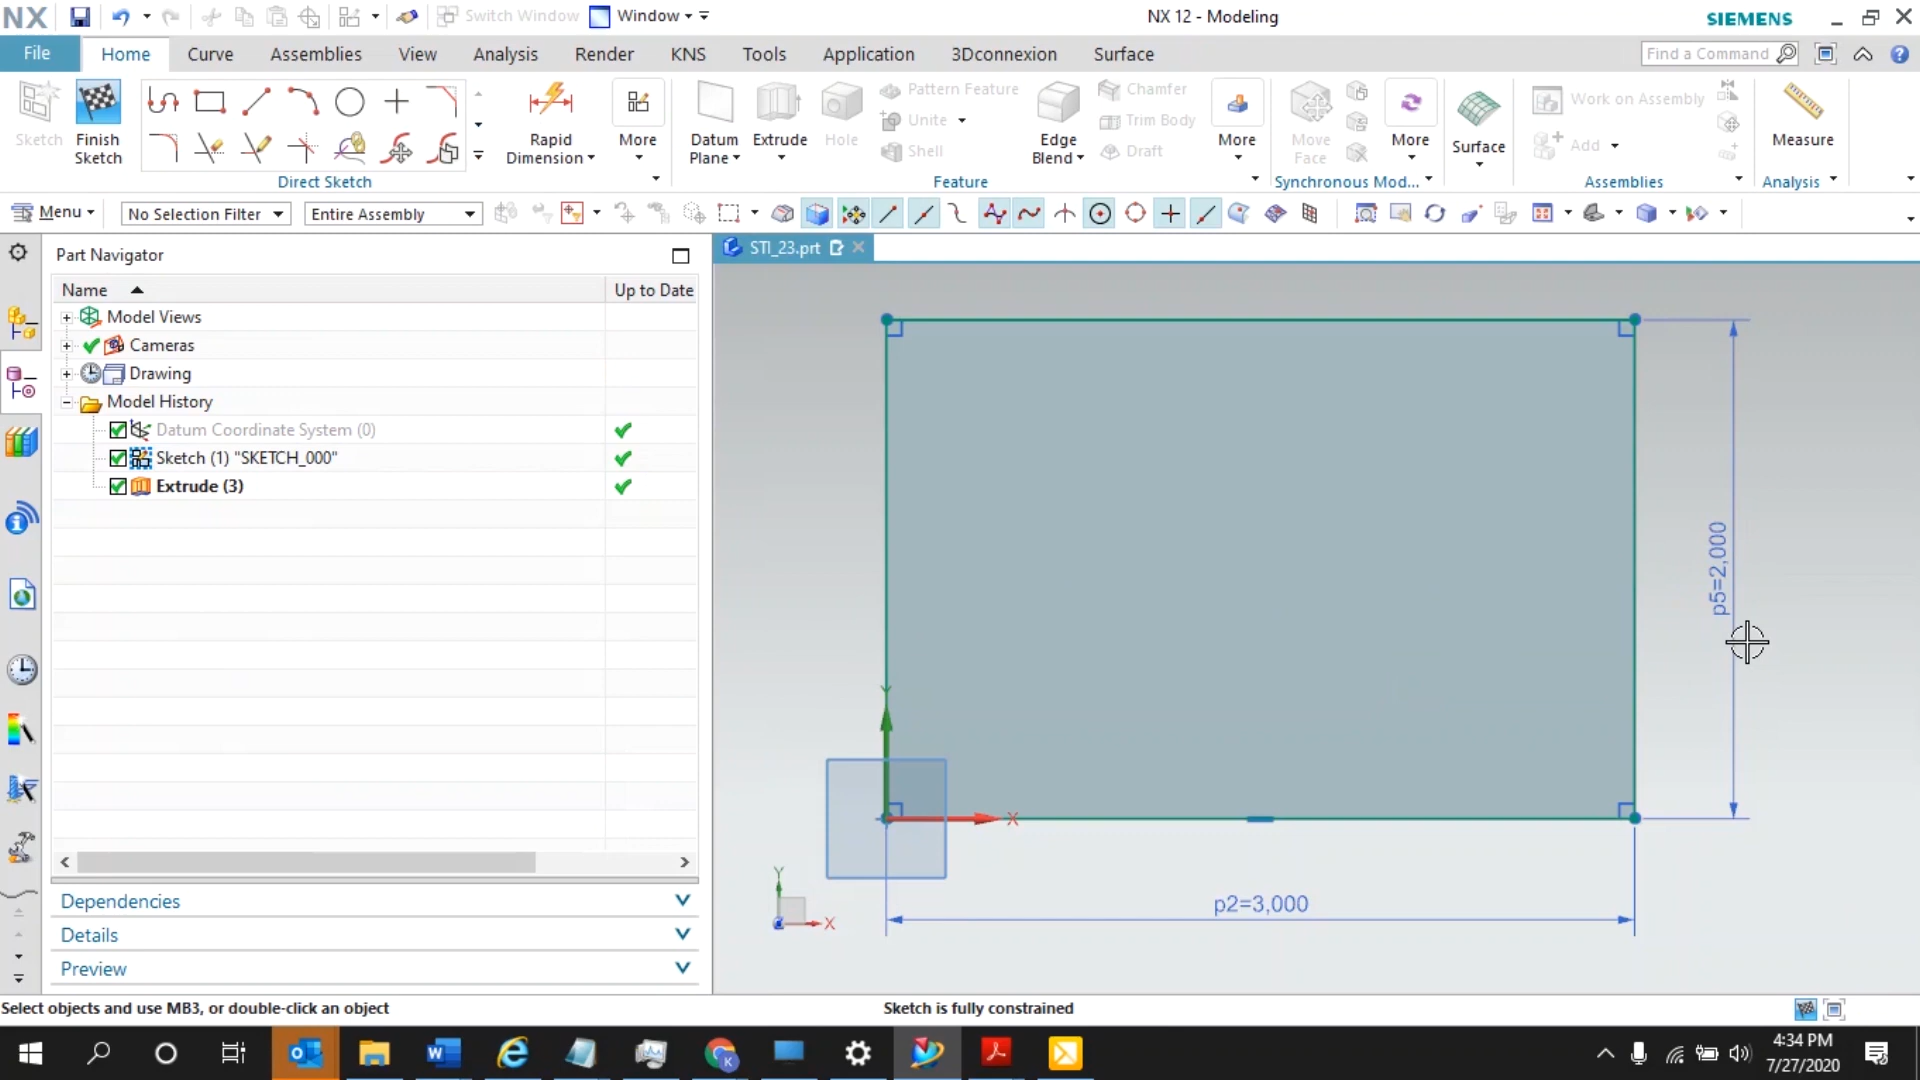 NX
Switch Window
Window
NX 12 - Modeling
SIEMENS
File
Home
Curve
Assemblies
View
Analysis
Render
KNS
Tools
Application
3Dconnexion
Surface
Find a Command
Sketch
Finish
Sketch
Direct Sketch
Rapid
Dimension
More
Datum
Plane
Extrude
Hole
Pattern Feature
Unite
Shell
Edge
Blend
Chamfer
Trim Body
Draft
More
Feature
Move
Face
More
Synchronous Mod...
Surface
Work on Assembly
Add
Assemblies
Measure
Analysis
Menu
No Selection Filter
Entire Assembly
Part Navigator
STI_23.prt
Name
Up to Date
Model Views
Cameras
Drawing
Model History
Datum Coordinate System (0)
Sketch (1) "SKETCH_000"
Extrude (3)
p5=2,000
Y
X
p2=3,000
Y
X
Dependencies
Details
Preview
Select objects and use MB3, or double-click an object
Sketch is fully constrained
4:34 PM
7/27/2020